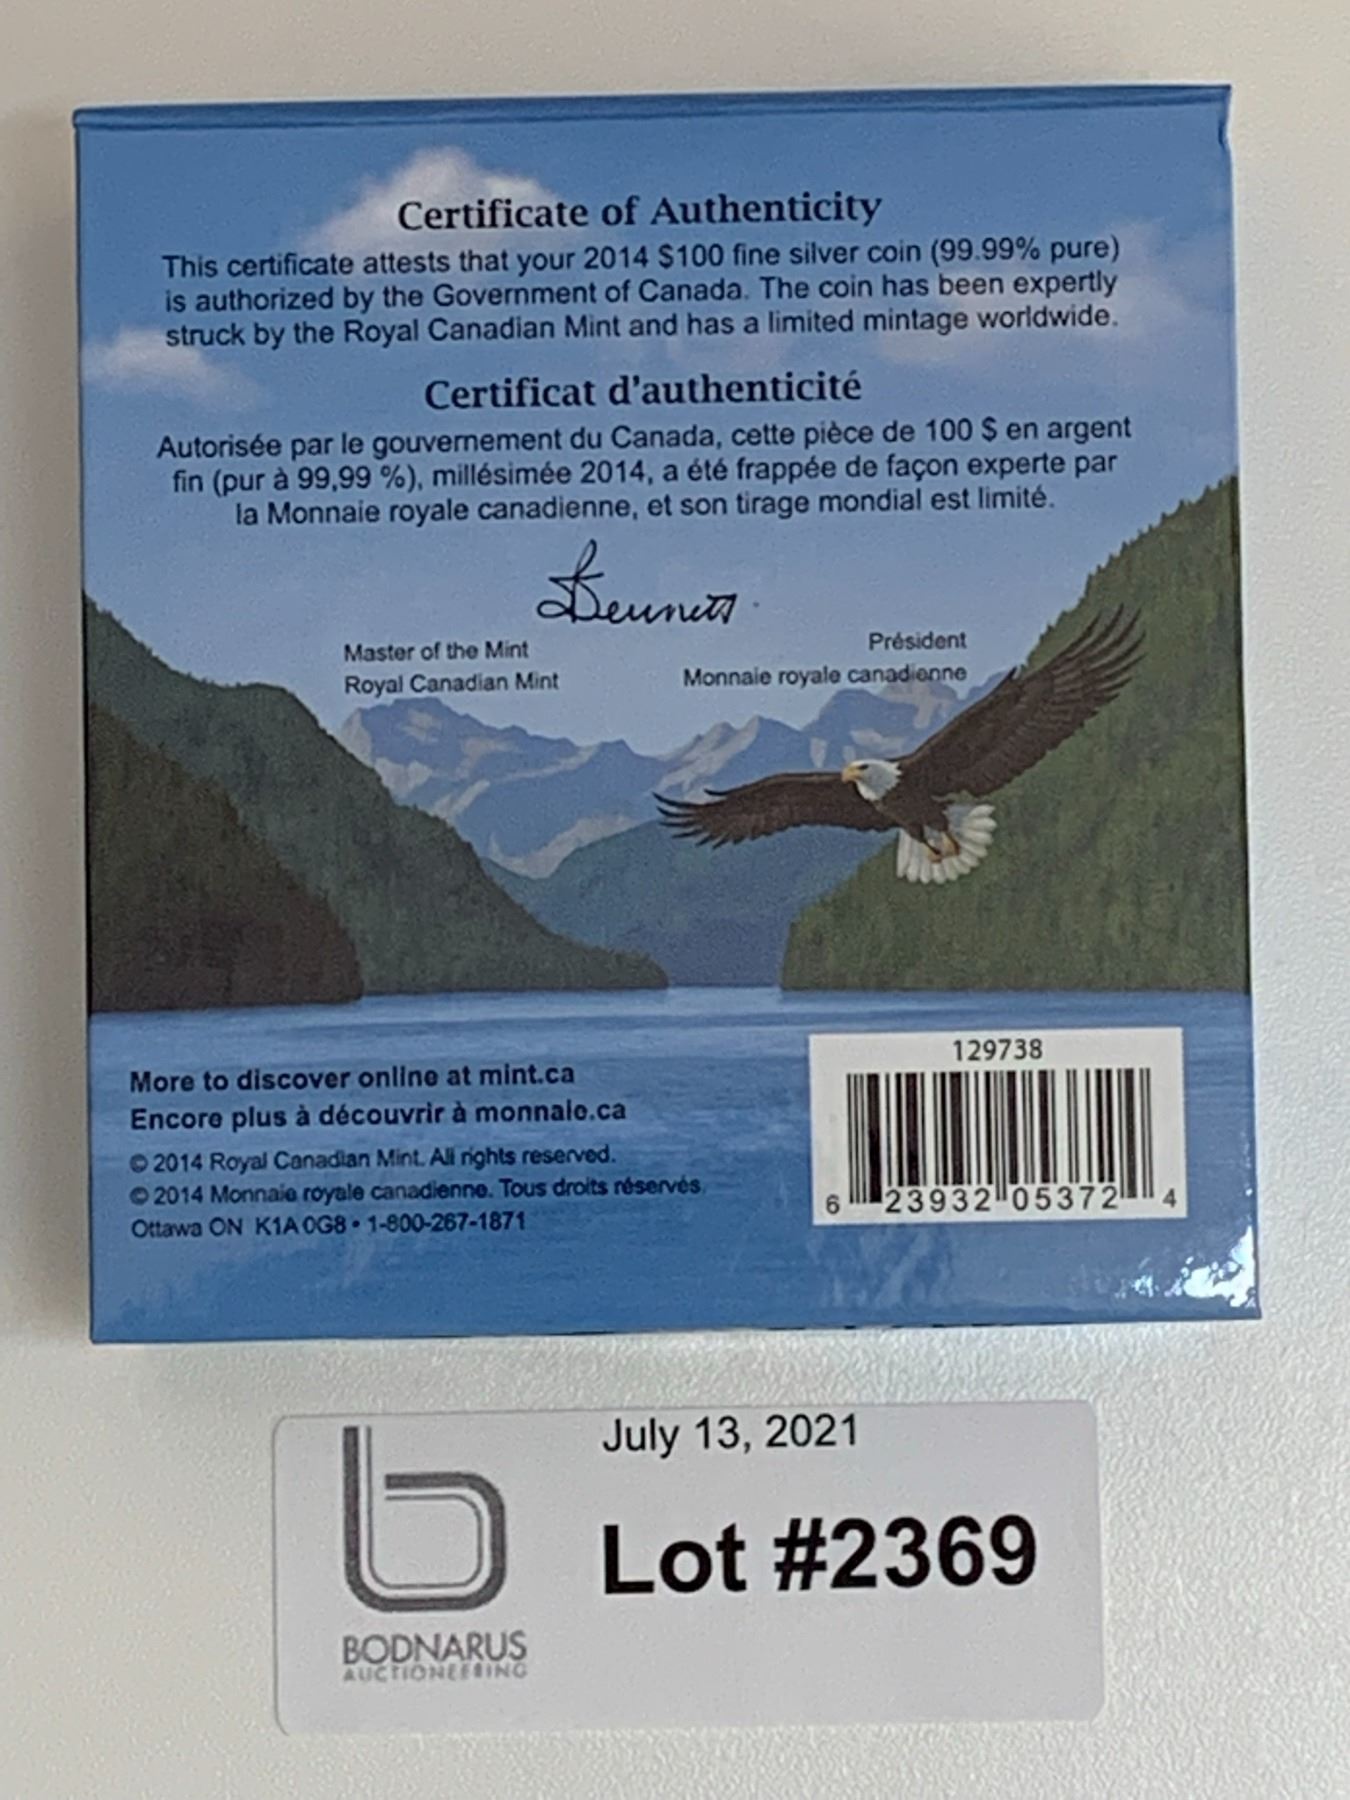 Certificate of Authenticity
This certificate attests that your 2014 $100 fine silver coin (99.99% pure)
is authorized by the Government of Canada. The coin has been expertly
struck by the Royal Canadian Mint and has a limited mintage worldwide.
Certificat d'authenticité
Autorisée par le gouvernement du Canada, cette pièce de 100 $ en argent
fin (pur à 99,99 %), millésimée 2014, a été frappée de façon experte par
la Monnaie royale canadienne, et son tirage mondial est limité.
Bennett
Master of the Mint
Royal Canadian Mint
Président
Monnaie royale canadienne
More to discover online at mint.ca
Encore plus à découvrir à monnaie.ca
© 2014 Royal Canadian Mint. All rights reserved.
© 2014 Monnaie royale canadienne. Tous droits réservés.
Ottawa ON K1A 0G8 • 1-800-267-1871
129738
6 23932 05372 4
July 13, 2021
Lot #2369
b
BODNARUS
AUCTIONEERING